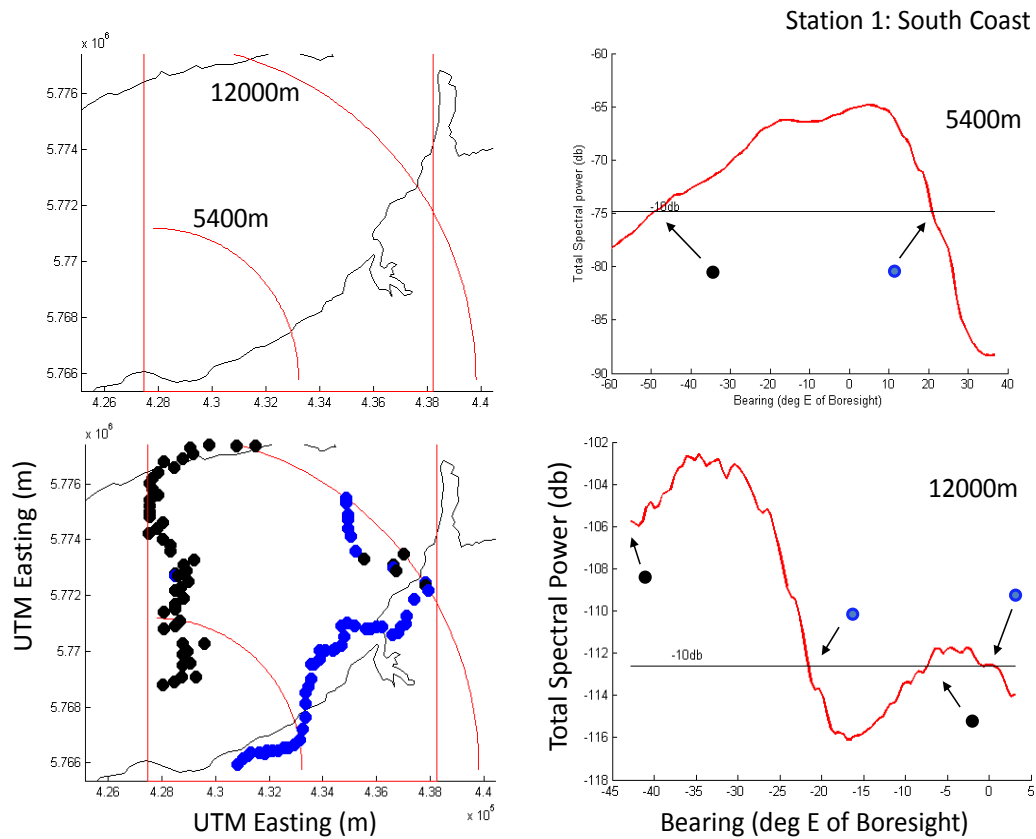 Station 1: South Coast
x 10⁶
12000m
5400m
5.776
5.774
5.772
5.77
5.768
5.766
4.26 4.28 4.3 4.32 4.34 4.36 4.38 4.4
-60
-65
-70
-75
-80
-85
-90
Total Spectral power (db)
5400m
-10db
-60 -50 -40 -30 -20 -10 0 10 20 30 40
Bearing (deg E of Boresight)
x 10⁶
UTM Easting (m)
5.776
5.774
5.772
5.77
5.768
5.766
4.26 4.28 4.3 4.32 4.34 4.36 4.38 4.4
x 10⁵
UTM Easting (m)
-102
-104
-106
-108
-110
-112
-114
-116
-118
Total Spectral Power (db)
12000m
-10db
-45 -40 -35 -30 -25 -20 -15 -10 -5 0 5
Bearing (deg E of Boresight)